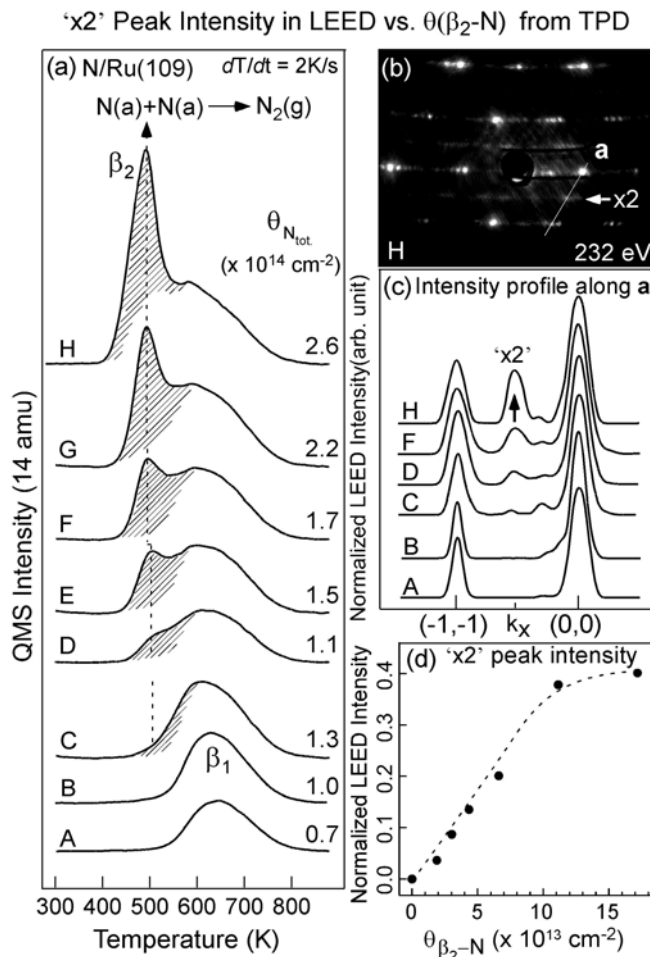 ‘x2’ Peak Intensity in LEED vs. θ(β2-N) from TPD
(a) N/Ru(109) dT/dt = 2K/s
N(a)+N(a) → N2(g)
β2
θNtot.
(x 10^14 cm^-2)
H 2.6
G 2.2
F 1.7
E 1.5
D 1.1
C 1.3
B β1 1.0
A 0.7
QMS Intensity (14 amu)
300 400 500 600 700 800
Temperature (K)
(b)
a
x2
H 232 eV
(c) Intensity profile along a
‘x2’
H
F
D
C
B
A
Normalized LEED Intensity(arb. unit)
(-1,-1) kX (0,0)
(d) ‘x2’ peak intensity
Normalized LEED Intensity
0.4
0.3
0.2
0.1
0.0
0 5 10 15
θβ2–N (x 10^13 cm^-2)